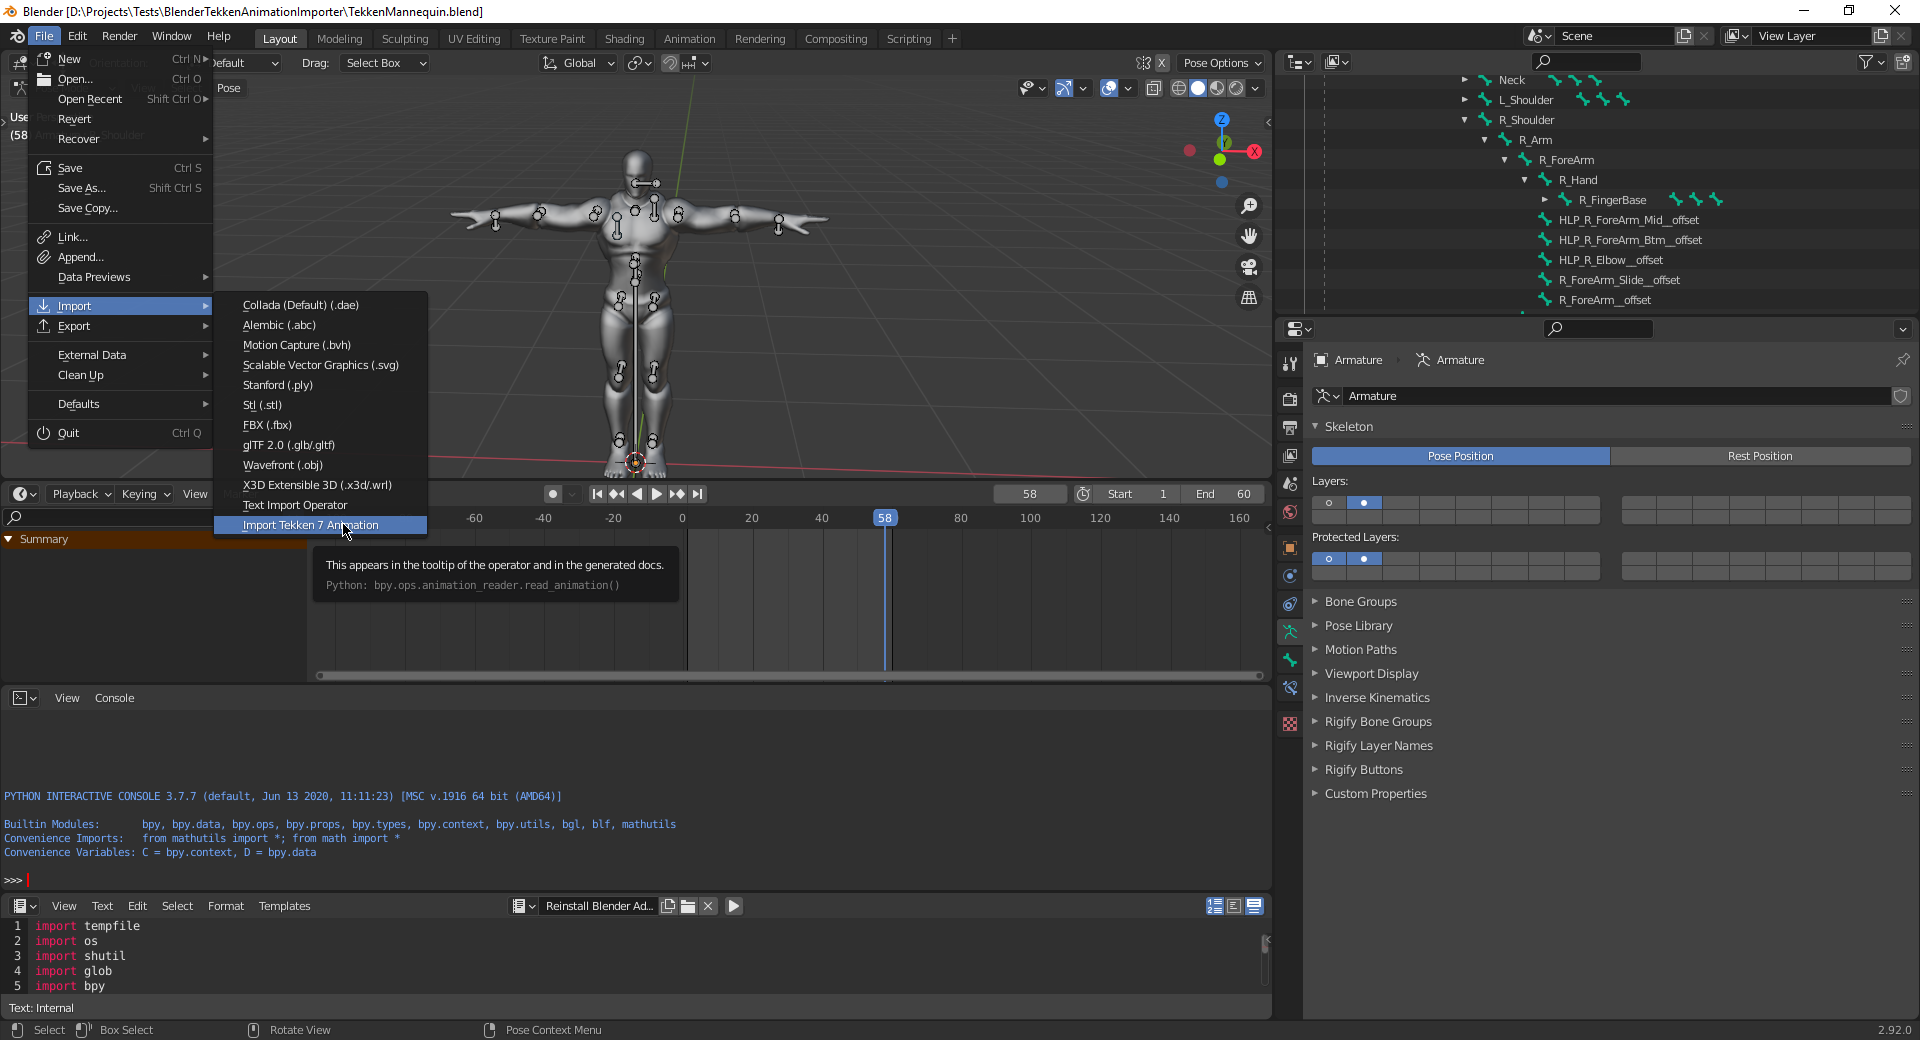 Blender [D:\Projects\Tests\BlenderTekkenAnimationImporter\TekkenMannequin.blend]
File Edit Render Window Help Layout Modeling Sculpting UV Editing Texture Paint Shading Animation Rendering Compositing Scripting + Scene View Layer
Default Drag: Select Box Global X Pose Options
Pose
New Ctrl N
Open... Ctrl O
Open Recent Shift Ctrl O
Revert
Recover
Save Ctrl S
Save As... Shift Ctrl S
Save Copy...
Link...
Append...
Data Previews
Import
Export
External Data
Clean Up
Defaults
Quit Ctrl Q
Use
(58)
Collada (Default) (.dae)
Alembic (.abc)
Motion Capture (.bvh)
Scalable Vector Graphics (.svg)
Stanford (.ply)
Stl (.stl)
FBX (.fbx)
glTF 2.0 (.glb/.gltf)
Wavefront (.obj)
X3D Extensible 3D (.x3d/.wrl)
Text Import Operator
Import Tekken 7 Animation
This appears in the tooltip of the operator and in the generated docs.
Python: bpy.ops.animation_reader.read_animation()
Z
X
Neck
L_Shoulder
R_Shoulder
R_Arm
R_ForeArm
R_Hand
R_FingerBase
HLP_R_ForeArm_Mid__offset
HLP_R_ForeArm_Btm__offset
HLP_R_Elbow__offset
R_ForeArm_Slide__offset
R_ForeArm__offset
Armature Armature
Armature
Skeleton
Pose Position Rest Position
Layers:
Protected Layers:
Bone Groups
Pose Library
Motion Paths
Viewport Display
Inverse Kinematics
Rigify Bone Groups
Rigify Layer Names
Rigify Buttons
Custom Properties
Playback Keying View 58 Start 1 End 60
-60 -40 -20 0 20 40 58 80 100 120 140 160
Summary
View Console
PYTHON INTERACTIVE CONSOLE 3.7.7 (default, Jun 13 2020, 11:11:23) [MSC v.1916 64 bit (AMD64)]
Builtin Modules: bpy, bpy.data, bpy.ops, bpy.props, bpy.types, bpy.context, bpy.utils, bgl, blf, mathutils
Convenience Imports: from mathutils import *; from math import *
Convenience Variables: C = bpy.context, D = bpy.data
>>>
View Text Edit Select Format Templates Reinstall Blender Ad...
1 import tempfile
2 import os
3 import shutil
4 import glob
5 import bpy
Text: Internal
Select Box Select Rotate View Pose Context Menu 2.92.0